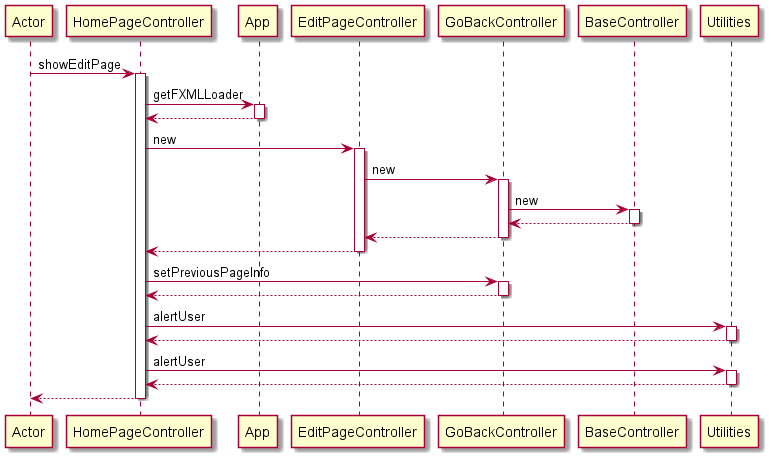 Actor HomePageController App EditPageController GoBackController BaseController Utilities
showEditPage
getFXMLLoader
new
new
new
setPreviousPageInfo
alertUser
alertUser
Actor HomePageController App EditPageController GoBackController BaseController Utilities